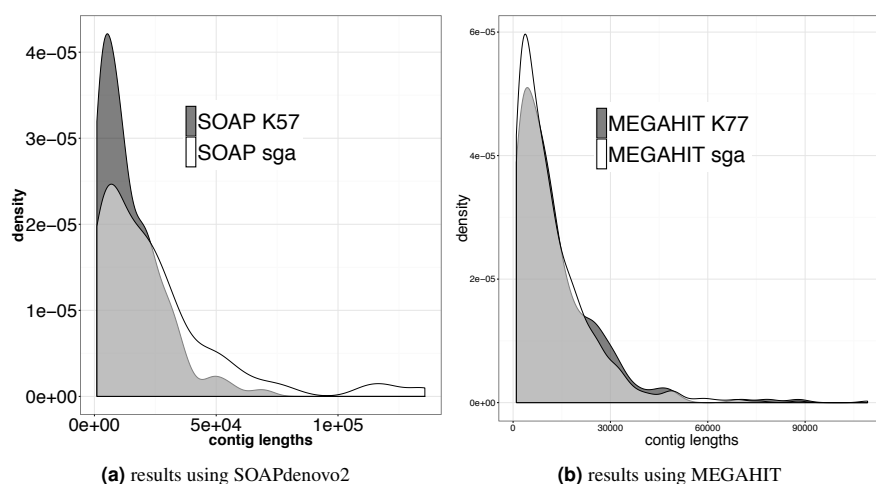 4e−05
3e−05
2e−05
1e−05
0e+00
density
SOAP K57
SOAP sga
0e+00
5e+04
1e+05
contig lengths
(a) results using SOAPdenovo2
6e−05
4e−05
2e−05
0e+00
density
MEGAHIT K77
MEGAHIT sga
0
30000
60000
90000
contig lengths
(b) results using MEGAHIT